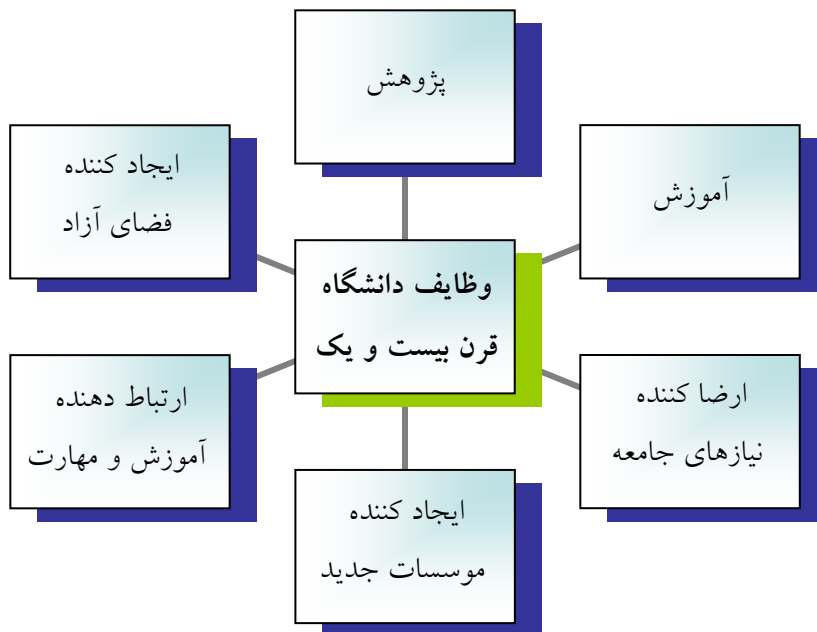 پژوهش
ایجاد کننده
فضای آزاد
آموزش
وظایف دانشگاه
قرن بیست و یک
ارتباط دهنده
آموزش و مهارت
ارضا کننده
نیازهای جامعه
ایجاد کننده
موسسات جدید